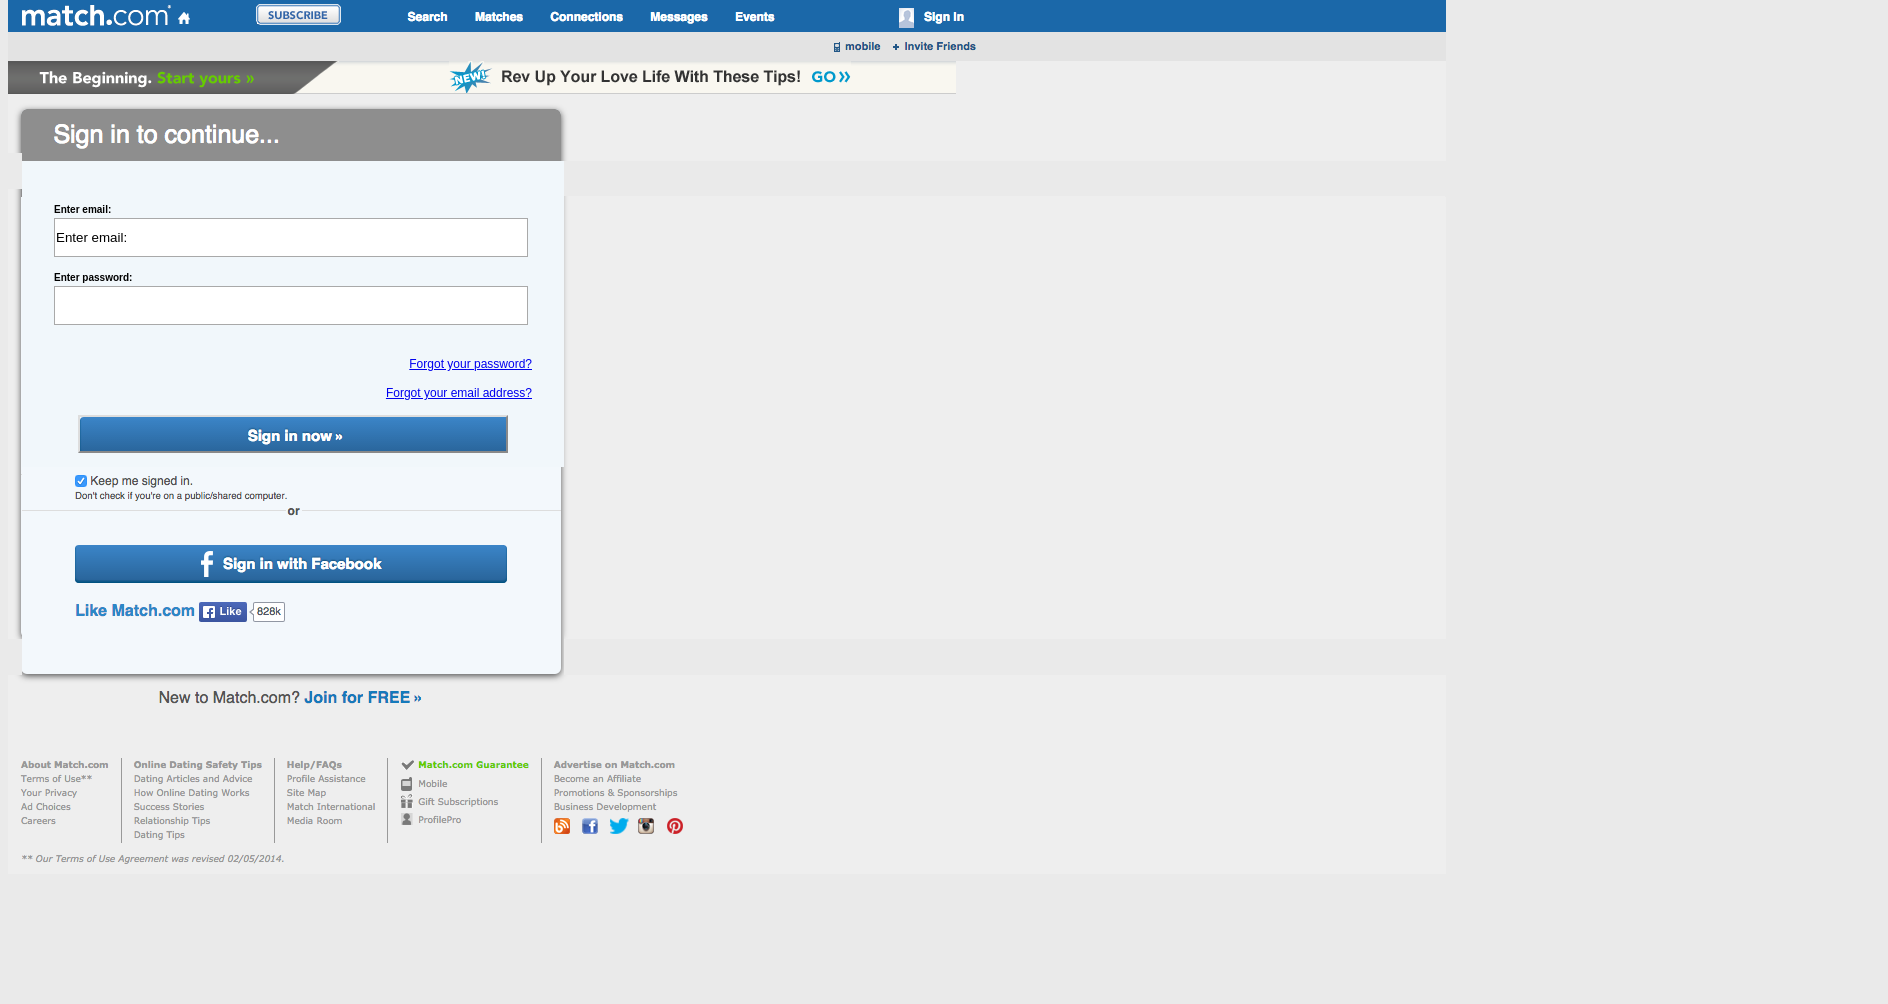 match.com
SUBSCRIBE
Search
Matches
Connections
Messages
Events
Sign In
mobile
+ Invite Friends
The Beginning. Start yours »
NEW! Rev Up Your Love Life With These Tips! GO »
Sign in to continue...
Enter email:
Enter email:
Enter password:
Forgot your password?
Forgot your email address?
Sign in now »
Keep me signed in.
Don't check if you're on a public/shared computer.
or
Sign in with Facebook
Like Match.com
Like
828k
New to Match.com? Join for FREE »
About Match.com
Terms of Use**
Your Privacy
Ad Choices
Careers
Online Dating Safety Tips
Dating Articles and Advice
How Online Dating Works
Success Stories
Relationship Tips
Dating Tips
Help/FAQs
Profile Assistance
Site Map
Match International
Media Room
Match.com Guarantee
Mobile
Gift Subscriptions
ProfilePro
Advertise on Match.com
Become an Affiliate
Promotions & Sponsorships
Business Development
** Our Terms of Use Agreement was revised 02/05/2014.